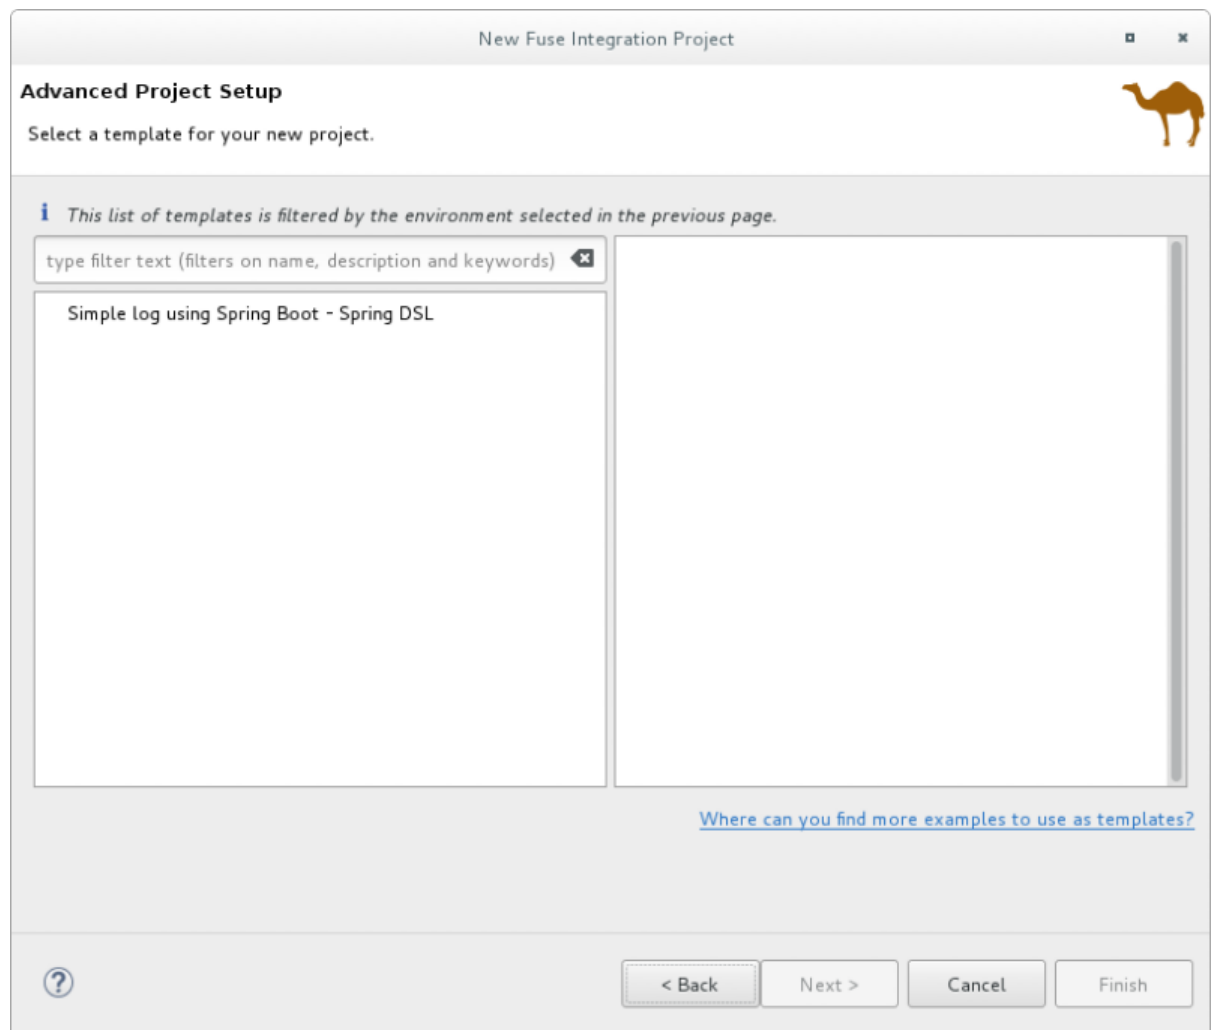 New Fuse Integration Project
Advanced Project Setup
Select a template for your new project.
i This list of templates is filtered by the environment selected in the previous page.
type filter text (filters on name, description and keywords)
Simple log using Spring Boot - Spring DSL
Where can you find more examples to use as templates?
? < Back Next > Cancel Finish